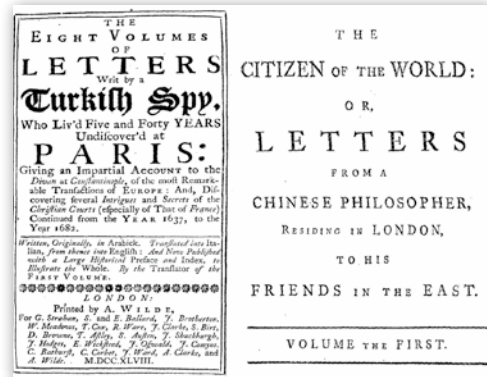 THE
EIGHT VOLUMES
OF
LETTERS
Writ by a
Turkish Spy,
Who Liv'd Five and Forty YEARS
Undiscover'd at
PARIS:
Giving an Impartial ACCOUNT to the
Divan at Constantinople, of the most Remark-
able Transactions of EUROPE: And, Dis-
covering several Intrigues and Secrets of the
Christian Courts (especially of That of France)
Continued from the YEAR 1637, to the
Year 1682.
Written, Originally, in Arabick. Translated into Ita-
lian, from thence into English: And Now Published
with a Large Historical Preface and Index, to
Illustrate the Whole. By the Translator of the
FIRST VOLUME.
LONDON:
Printed by A. WILDE,
For G. Strahan, S. and E. Ballard, J. Brotherton,
W. Meadows, T. Cox, R. Ware, J. Clarke, S. Birt,
D. Browne, T. Astley, S. Austen, J. Shuckburgh,
J. Hodges, E. Wicksteed, J. Oswald, J. Comyns,
C. Bathurst, C. Corbet, J. Ward, A. Clarke, and
A. Wilde. M.DCC.XLVIII.
THE
CITIZEN OF THE WORLD:
OR,
LETTERS
FROM A
CHINESE PHILOSOPHER,
RESIDING IN LONDON,
TO HIS
FRIENDS IN THE EAST.
VOLUME THE FIRST.